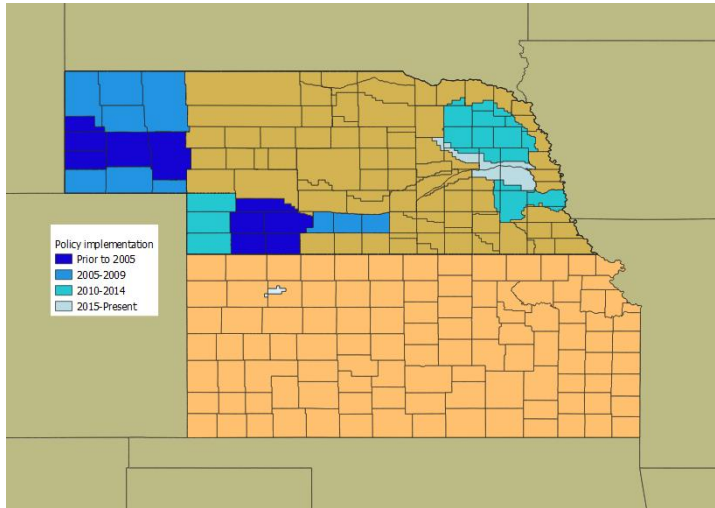 Policy implementation
Prior to 2005
2005-2009
2010-2014
2015-Present